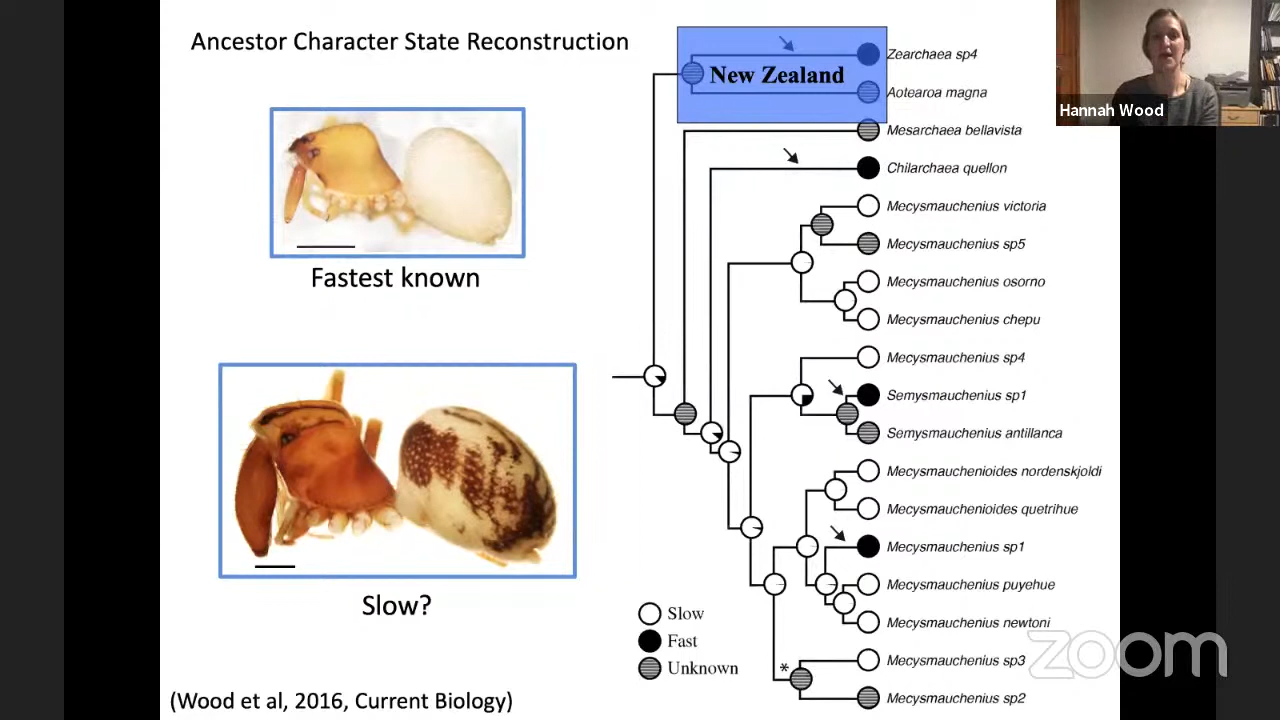 Ancestor Character State Reconstruction
Fastest known
Slow?
(Wood et al, 2016, Current Biology)
New Zealand
Zearchaea sp4
Aotearoa magna
Mesarchaea bellavista
Chilarchaea quellon
Mecysmauchenius victoria
Mecysmauchenius sp5
Mecysmauchenius osorno
Mecysmauchenius chepu
Mecysmauchenius sp4
Semysmauchenius sp1
Semysmauchenius antillanca
Mecysmauchenioides nordenskjoldi
Mecysmauchenioides quetrihue
Mecysmauchenius sp1
Mecysmauchenius puyehue
Mecysmauchenius newtoni
Mecysmauchenius sp3
Mecysmauchenius sp2
*
Slow
Fast
Unknown
Hannah Wood
zoom